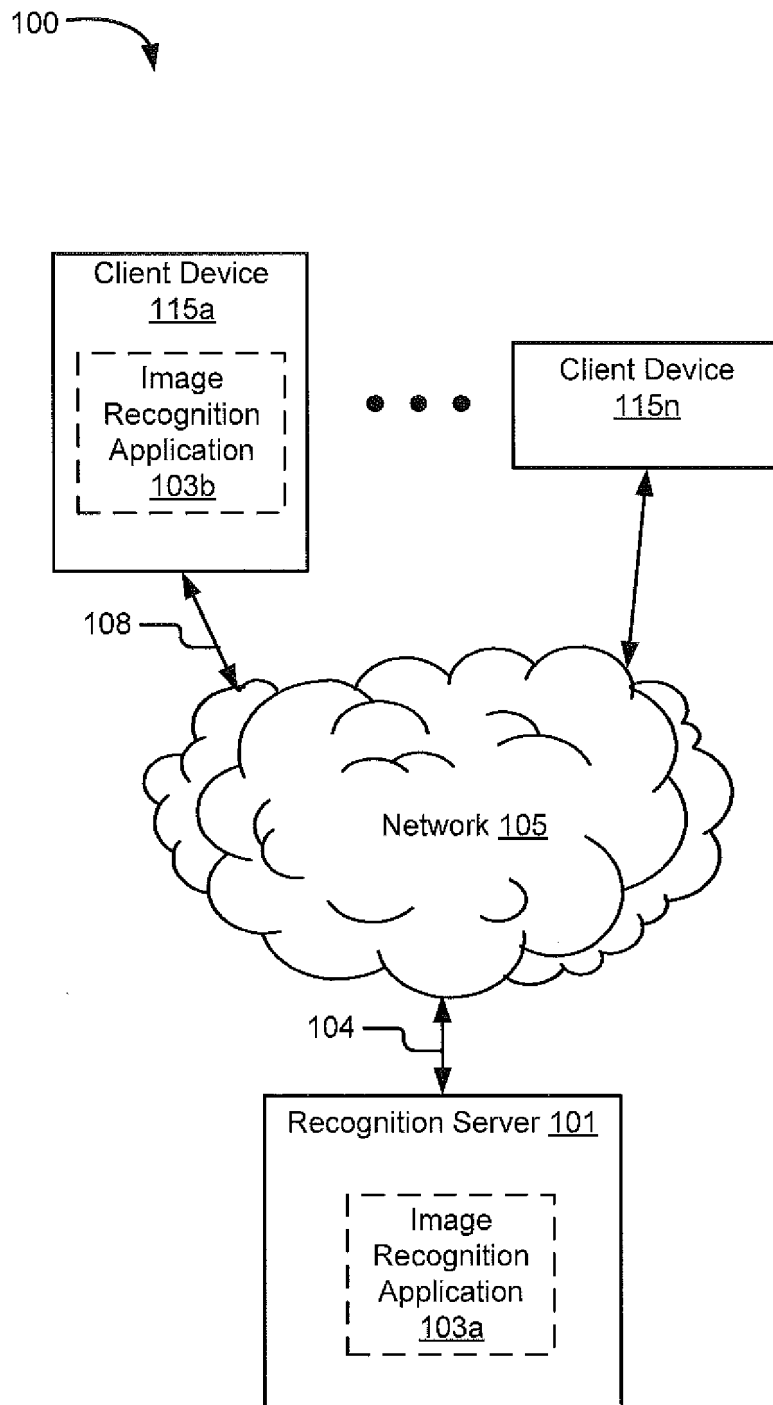 100
Client Device
115a
Image
Recognition
Application
103b
Client Device
115n
108
Network 105
104
Recognition Server 101
Image
Recognition
Application
103a